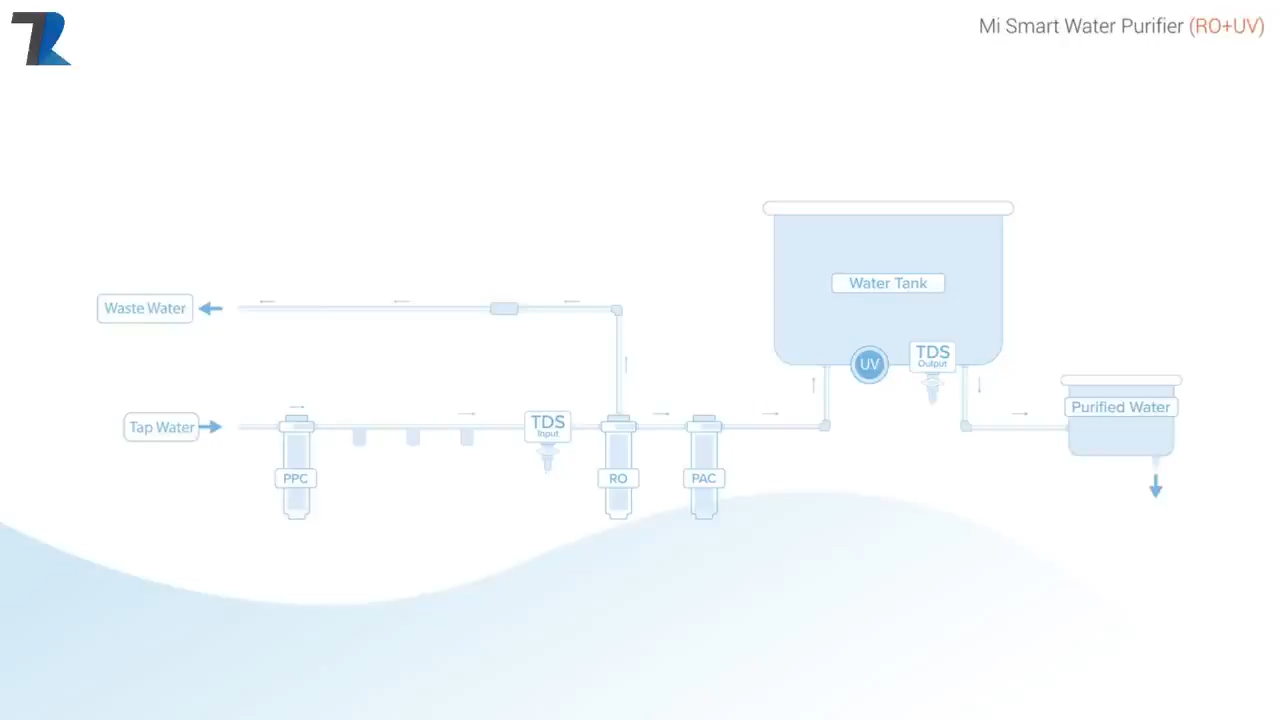 Mi Smart Water Purifier (RO+UV)
Water Tank
Waste Water
UV
TDS
Output
Purified Water
Tap Water
TDS
Input
PPC
RO
PAC